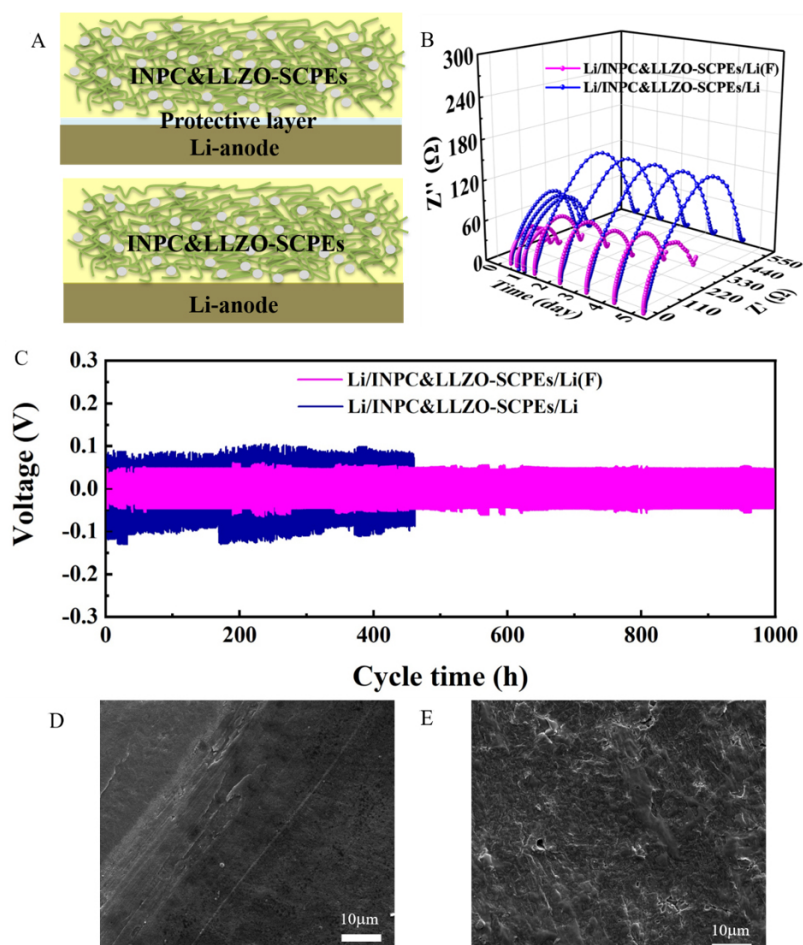 A
INPC&LLZO-SCPEs
Protective layer
Li-anode
INPC&LLZO-SCPEs
Li-anode
B
Li/INPC&LLZO-SCPEs/Li(F)
Li/INPC&LLZO-SCPEs/Li
300
240
180
120
60
0
Z'' (Ω)
0
1
2
3
4
5
Time (day)
0
110
220
330
440
550
Z (Ω)
C
Li/INPC&LLZO-SCPEs/Li(F)
Li/INPC&LLZO-SCPEs/Li
0.3
0.2
0.1
0.0
-0.1
-0.2
-0.3
Voltage (V)
0 200 400 600 800 1000
Cycle time (h)
D
10μm
E
10μm